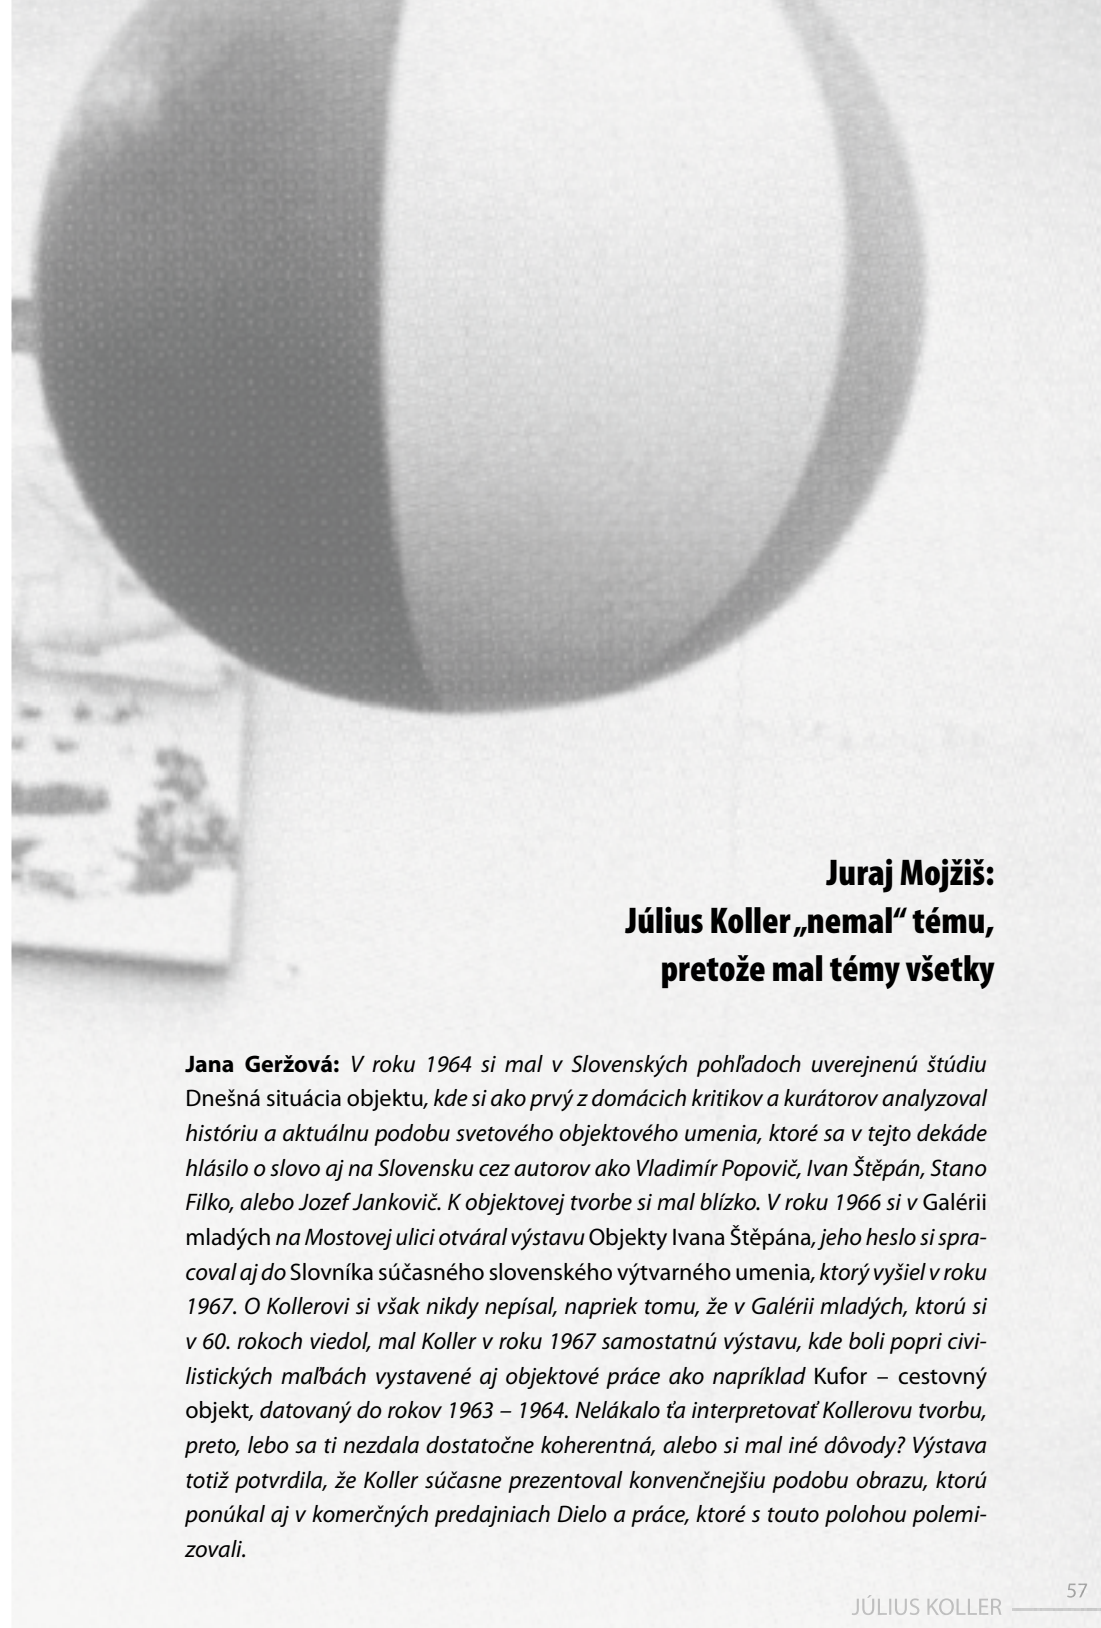 Juraj Mojžiš:
Július Koller „nemal“ tému,
pretože mal témy všetky
Jana Geržová: V roku 1964 si mal v Slovenských pohľadoch uverejnenú štúdiu
Dnešná situácia objektu, kde si ako prvý z domácich kritikov a kurátorov analyzoval
históriu a aktuálnu podobu svetového objektového umenia, ktoré sa v tejto dekáde
hlásilo o slovo aj na Slovensku cez autorov ako Vladimír Popovič, Ivan Štěpán, Stano
Filko, alebo Jozef Jankovič. K objektovej tvorbe si mal blízko. V roku 1966 si v Galérii
mladých na Mostovej ulici otváral výstavu Objekty Ivana Štěpána, jeho heslo si spra-
coval aj do Slovníka súčasného slovenského výtvarného umenia, ktorý vyšiel v roku
1967. O Kollerovi si však nikdy nepísal, napriek tomu, že v Galérii mladých, ktorú si
v 60. rokoch viedol, mal Koller v roku 1967 samostatnú výstavu, kde boli popri civi-
listických maľbách vystavené aj objektové práce ako napríklad Kufor – cestovný
objekt, datovaný do rokov 1963 – 1964. Nelákalo ťa interpretovať Kollerovu tvorbu,
preto, lebo sa ti nezdala dostatočne koherentná, alebo si mal iné dôvody? Výstava
totiž potvrdila, že Koller súčasne prezentoval konvenčnejšiu podobu obrazu, ktorú
ponúkal aj v komerčných predajniach Dielo a práce, ktoré s touto polohou polemi-
zovali.
57
JÚLIUS KOLLER